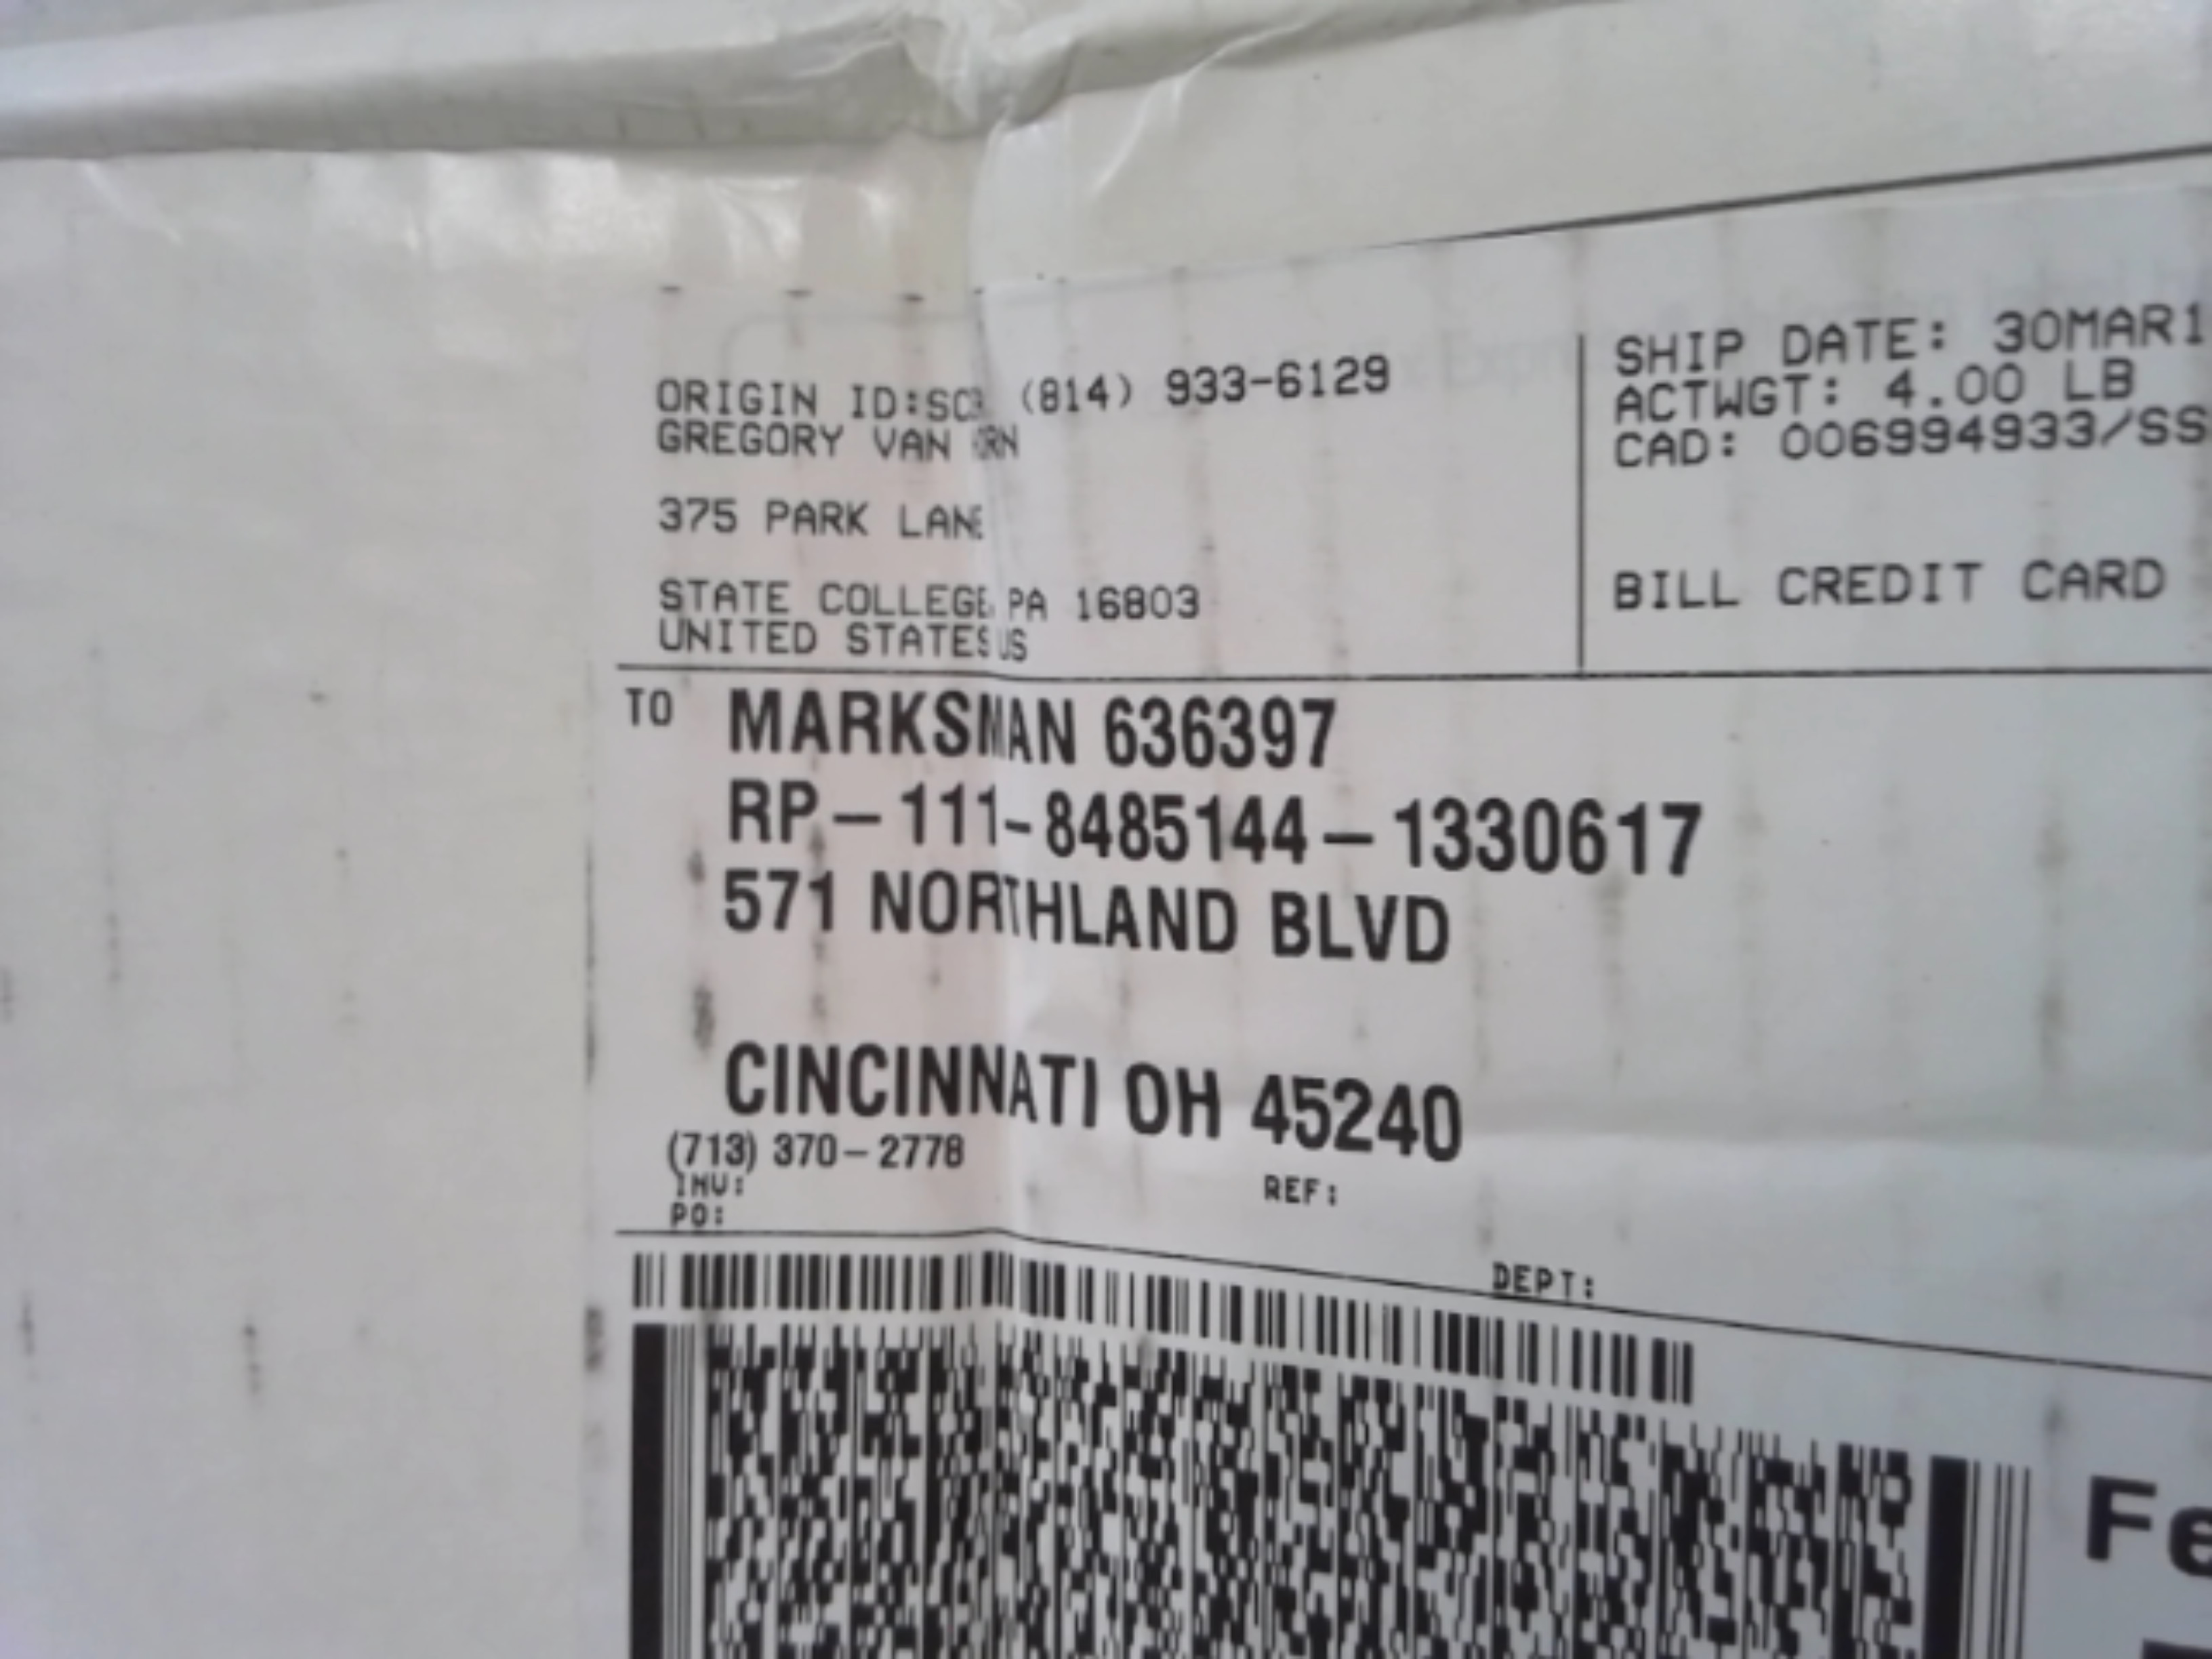 ORIGIN ID: (814) 933-6129
GREGORY VAN
375 PARK LANE
STATE COLLEGE PA 16803
UNITED STATES US
SHIP DATE: 30MAR1
ACTWGT: 4.00 LB
CAD: 006994933/SS
BILL CREDIT CARD
TO MARKSMAN 636397
RP-111-8485144-1330617
571 NORTHLAND BLVD
CINCINNATI OH 45240
(713) 370-2778
INV:
PO:
REF:
DEPT:
Fe